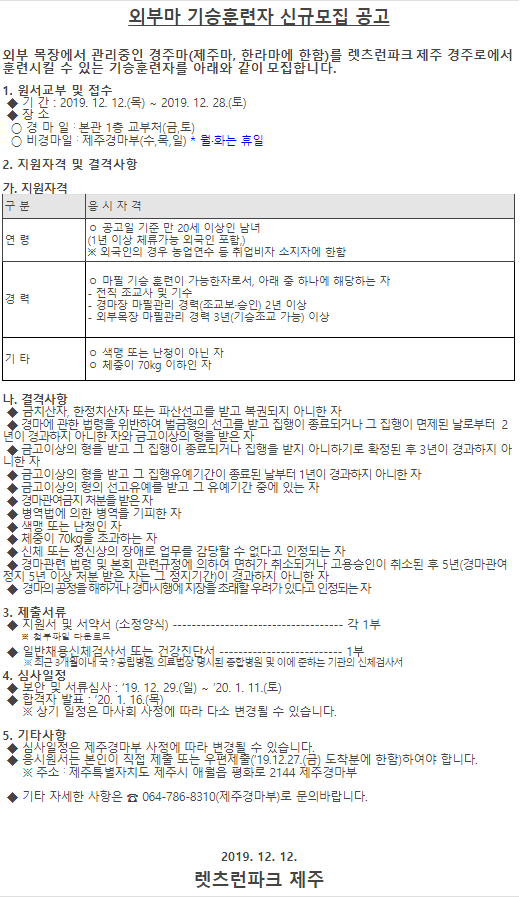 외부마 기승훈련자 신규모집 공고
외부 목장에서 관리중인 경주마(제주마, 한라마에 한함)를 렛츠런파크 제주 경주로에서
훈련시킬 수 있는 기승훈련자를 아래와 같이 모집합니다.
1. 원서교부 및 접수
◆ 기 간 : 2019. 12. 12.(목) ~ 2019. 12. 28.(토)
◆ 장 소
○ 경 마 일 : 본관 1층 교부처(금,토)
○ 비경마일 : 제주경마부(수,목,일) * 월·화는 휴일
2. 지원자격 및 결격사항
가. 지원자격
구 분 응 시 자 격
연 령
ㅇ 공고일 기준 만 20세 이상인 남녀
(1년 이상 체류가능 외국인 포함,)
※ 외국인의 경우 농업연수 등 취업비자 소지자에 한함
경 력
ㅇ 마필 기승 훈련이 가능한자로서, 아래 중 하나에 해당하는 자
- 전직 조교사 및 기수
- 경마장 마필관리 경력(조교보·승인) 2년 이상
- 외부목장 마필관리 경력 3년(기승조교 가능) 이상
기 타
ㅇ 색맹 또는 난청이 아닌 자
ㅇ 체중이 70kg 이하인 자
나. 결격사항
◆ 금치산자, 한정치산자 또는 파산선고를 받고 복권되지 아니한 자
◆ 경마에 관한 법령을 위반하여 벌금형의 선고를 받고 집행이 종료되거나 그 집행이 면제된 날로부터 2
년이 경과하지 아니한 자와 금고이상의 형을 받은 자
◆ 금고이상의 형을 받고 그 집행이 종료되거나 집행을 받지 아니하기로 확정된 후 3년이 경과하지 아
니한 자
◆ 금고이상의 형을 받고 그 집행유예기간이 종료된 날부터 1년이 경과하지 아니한 자
◆ 금고이상의 형의 선고유예를 받고 그 유예기간 중에 있는 자
◆ 경마관여금지 처분을 받은 자
◆ 병역법에 의한 병역을 기피한 자
◆ 색맹 또는 난청인 자
◆ 체중이 70kg을 초과하는 자
◆ 신체 또는 정신상의 장애로 업무를 감당할 수 없다고 인정되는 자
◆ 경마관련 법령 및 본회 관련규정에 의하여 면허가 취소되거나 고용승인이 취소된 후 5년(경마관여
정지 5년 이상 처분 받은 자는 그 정지기간)이 경과하지 아니한 자
◆ 경마의 공정을 해하거나 경마시행에 지장을 초래할 우려가 있다고 인정되는 자
3. 제출서류
◆ 지원서 및 서약서 (소정양식) ----------------------------------- 각 1부
※ 첨부파일 다운로드
◆ 일반채용신체검사서 또는 건강진단서 -------------------------- 1부
※ 최근 3개월이내 국?공립병원 의료법상 명시된 종합병원 및 이에 준하는 기관의 신체검사서
4. 심사일정
◆ 보안 및 서류심사 : ’19. 12. 29.(일) ~ ’20. 1. 11.(토)
◆ 합격자 발표 : ’20. 1. 16.(목)
※ 상기 일정은 마사회 사정에 따라 다소 변경될 수 있습니다.
5. 기타사항
◆ 심사일정은 제주경마부 사정에 따라 변경될 수 있습니다.
◆ 응시원서는 본인이 직접 제출 또는 우편제출(’19.12.27.(금) 도착분에 한함)하여야 합니다.
※ 주소 : 제주특별자치도 제주시 애월읍 평화로 2144 제주경마부
◆ 기타 자세한 사항은 ☎ 064-786-8310(제주경마부)로 문의바랍니다.
2019. 12. 12.
렛츠런파크 제주